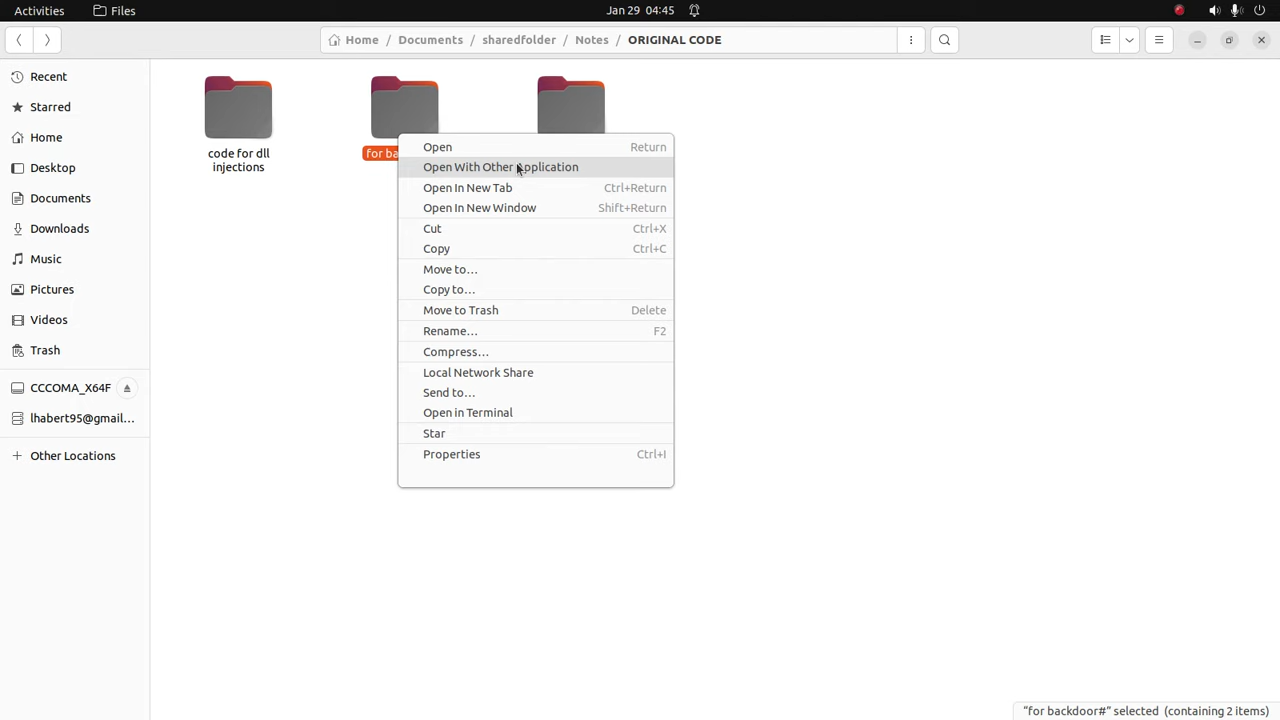 Activities
Files
Jan 29 04:45
Home / Documents / sharedfolder / Notes / ORIGINAL CODE
Recent
Starred
Home
Desktop
Documents
Downloads
Music
Pictures
Videos
Trash
CCCOMA_X64F
lhabert95@gmail...
+ Other Locations
code for dll
injections
for ba
Open Return
Open With Other Application
Open In New Tab Ctrl+Return
Open In New Window Shift+Return
Cut Ctrl+X
Copy Ctrl+C
Move to…
Copy to…
Move to Trash Delete
Rename… F2
Compress…
Local Network Share
Send to…
Open in Terminal
Star
Properties Ctrl+I
"for backdoor#" selected (containing 2 items)